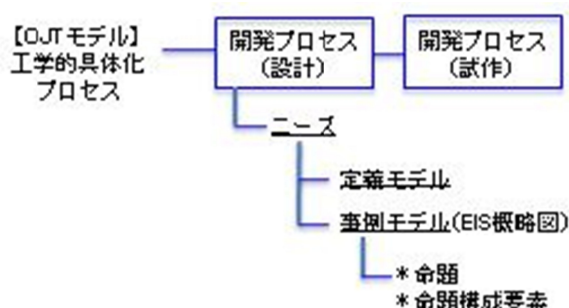 【OJTモデル】
工学的具体化
プロセス
開発プロセス
(設計)
開発プロセス
(試作)
ニーズ
定義モデル
事例モデル(EIS概略図)
*命題
*命題構成要素